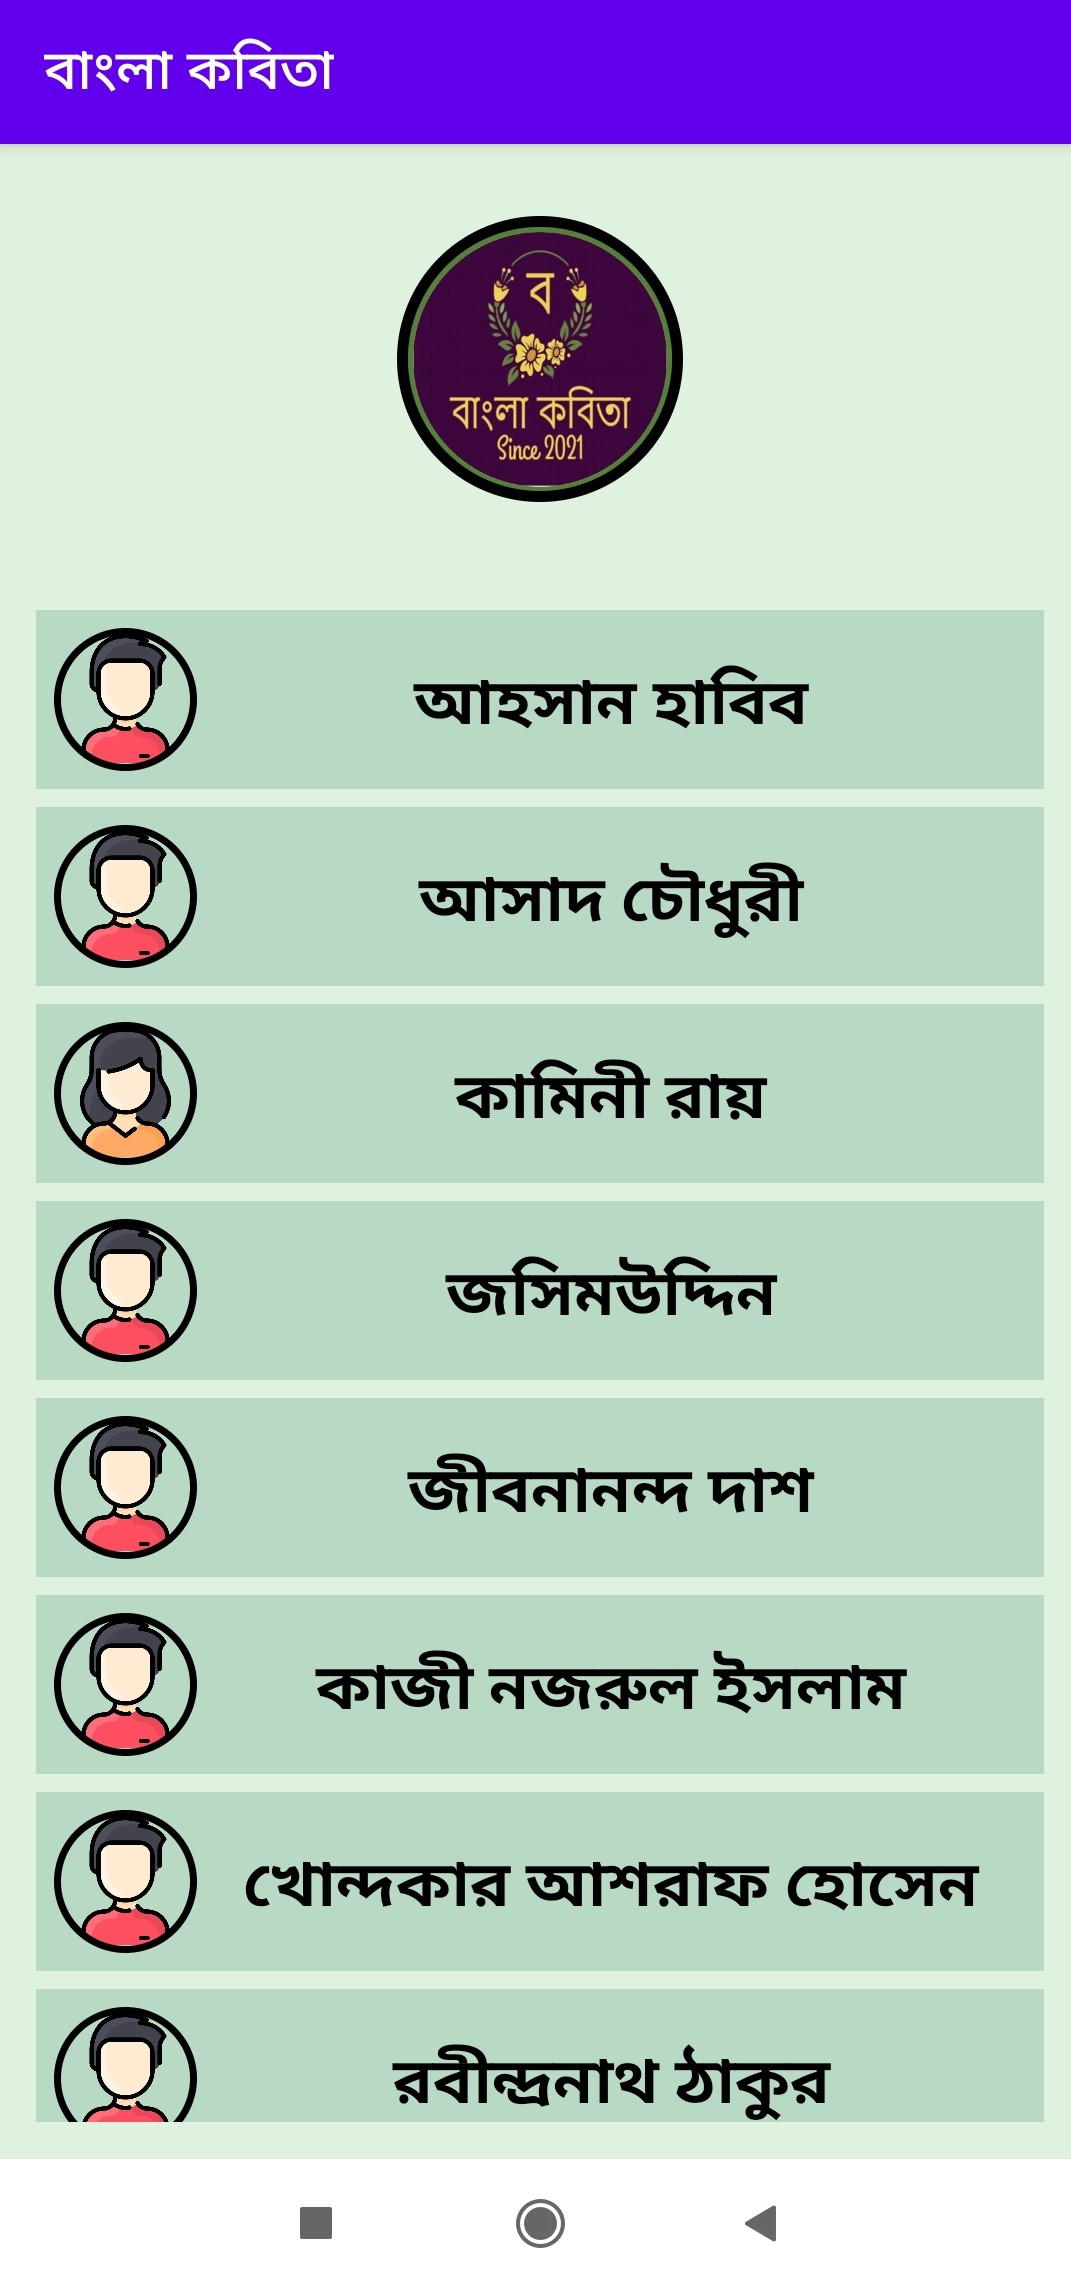 বাংলা কবিতা
ব
বাংলা কবিতা
Since 2021
আহসান হাবিব
আসাদ চৌধুরী
কামিনী রায়
জসিমউদ্দিন
জীবনানন্দ দাশ
কাজী নজরুল ইসলাম
খোন্দকার আশরাফ হোসেন
রবীন্দ্রনাথ ঠাকুর